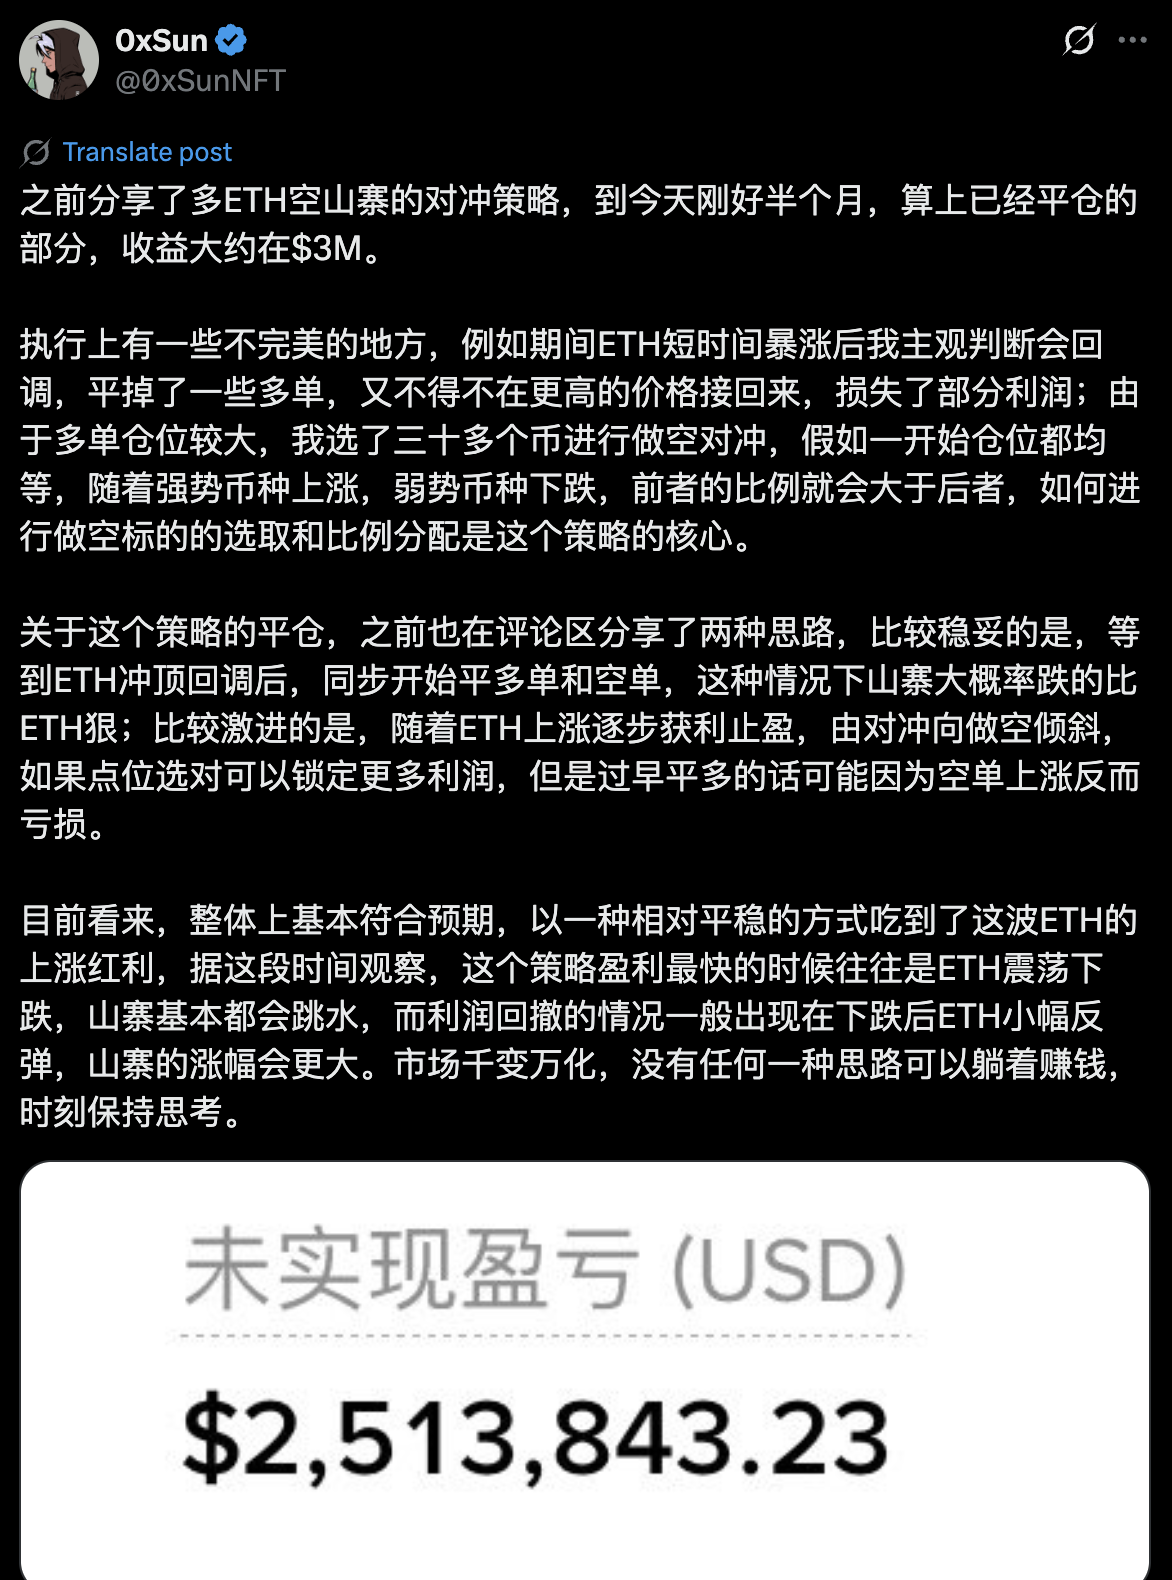 0xSun
@0xSunNFT
Translate post
之前分享了多ETH空山寨的对冲策略，到今天刚好半个月，算上已经平仓的
部分，收益大约在$3M。
执行上有一些不完美的地方，例如期间ETH短时间暴涨后我主观判断会回
调，平掉了一些多单，又不得不在更高的价格接回来，损失了部分利润；由
于多单仓位较大，我选了三十多个币进行做空对冲，假如一开始仓位都均
等，随着强势币种上涨，弱势币种下跌，前者的比例就会大于后者，如何进
行做空标的的选取和比例分配是这个策略的核心。
关于这个策略的平仓，之前也在评论区分享了两种思路，比较稳妥的是，等
到ETH冲顶回调后，同步开始平多单和空单，这种情况下山寨大概率跌的比
ETH狠；比较激进的是，随着ETH上涨逐步获利止盈，由对冲向做空倾斜，
如果点位选对可以锁定更多利润，但是过早平多的话可能因为空单上涨反而
亏损。
目前看来，整体上基本符合预期，以一种相对平稳的方式吃到了这波ETH的
上涨红利，据这段时间观察，这个策略盈利最快的时候往往是ETH震荡下
跌，山寨基本都会跳水，而利润回撤的情况一般出现在下跌后ETH小幅反
弹，山寨的涨幅会更大。市场千变万化，没有任何一种思路可以躺着赚钱，
时刻保持思考。
未实现盈亏 (USD)
$2,513,843.23